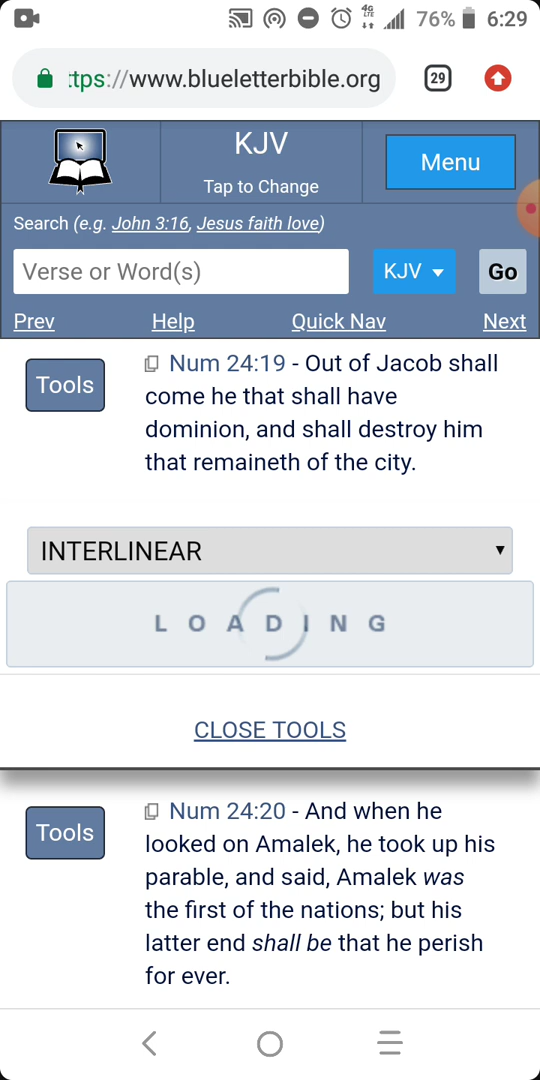 4G
LTE
76%
6:29
ttps://www.blueletterbible.org
29
KJV
Tap to Change
Menu
Search (e.g. John 3:16, Jesus faith love)
Verse or Word(s)
KJV
Go
Prev
Help
Quick Nav
Next
Tools
Num 24:19 - Out of Jacob shall
come he that shall have
dominion, and shall destroy him
that remaineth of the city.
INTERLINEAR
LOADING
CLOSE TOOLS
Tools
Num 24:20 - And when he
looked on Amalek, he took up his
parable, and said, Amalek was
the first of the nations; but his
latter end shall be that he perish
for ever.